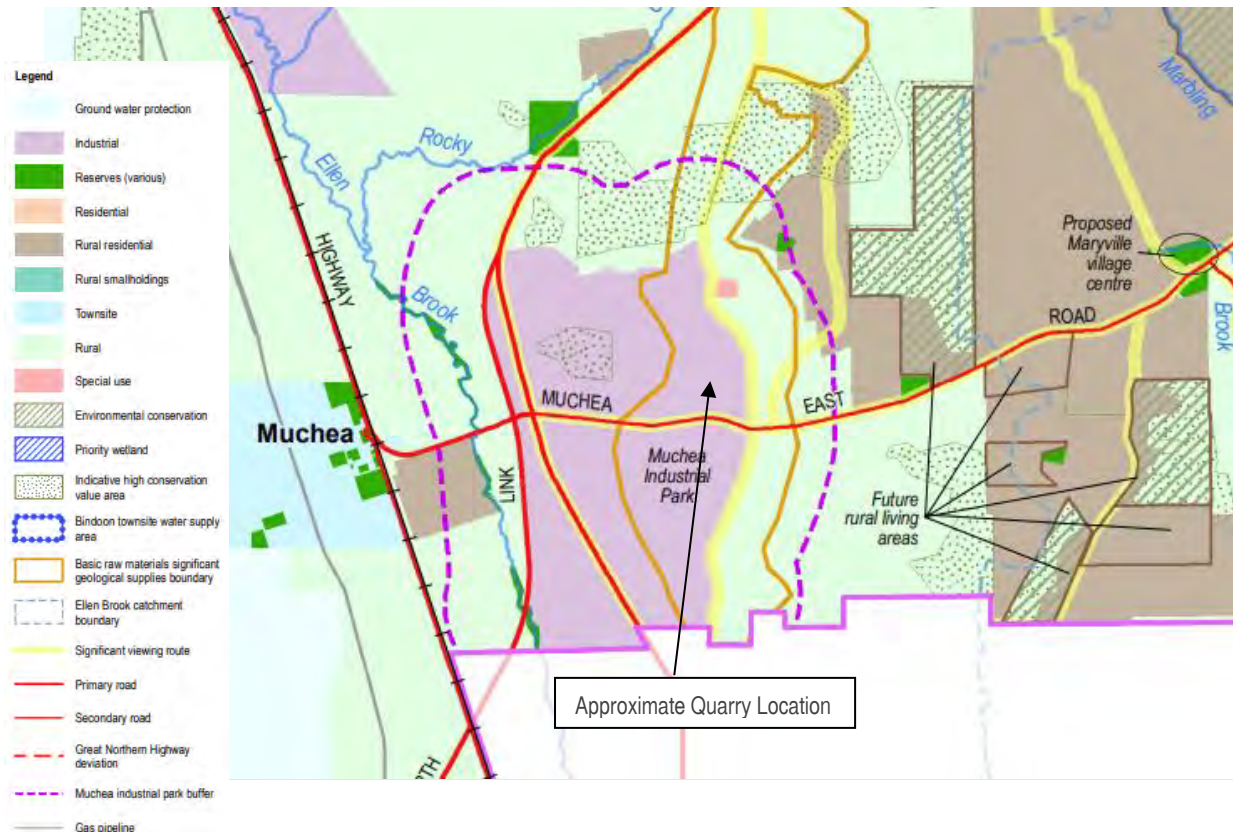 Legend
Ground water protection
Industrial
Reserves (various)
Residential
Rural residential
Rural smallholdings
Townsite
Rural
Special use
Environmental conservation
Priority wetland
Indicative high conservation
value area
Bindoon townsite water supply
area
Basic raw materials significant
geological supplies boundary
Ellen Brook catchment
boundary
Significant viewing route
Primary road
Secondary road
Great Northern Highway
deviation
Muchea industrial park buffer
Gas pipeline
Marbling
Rocky
Ellen
HIGHWAY
Brook
Proposed
Maryville
village
centre
ROAD
Brook
MUCHEA
EAST
Muchea
LINK
Muchea
Industrial
Park
Future
rural living
areas
Approximate Quarry Location